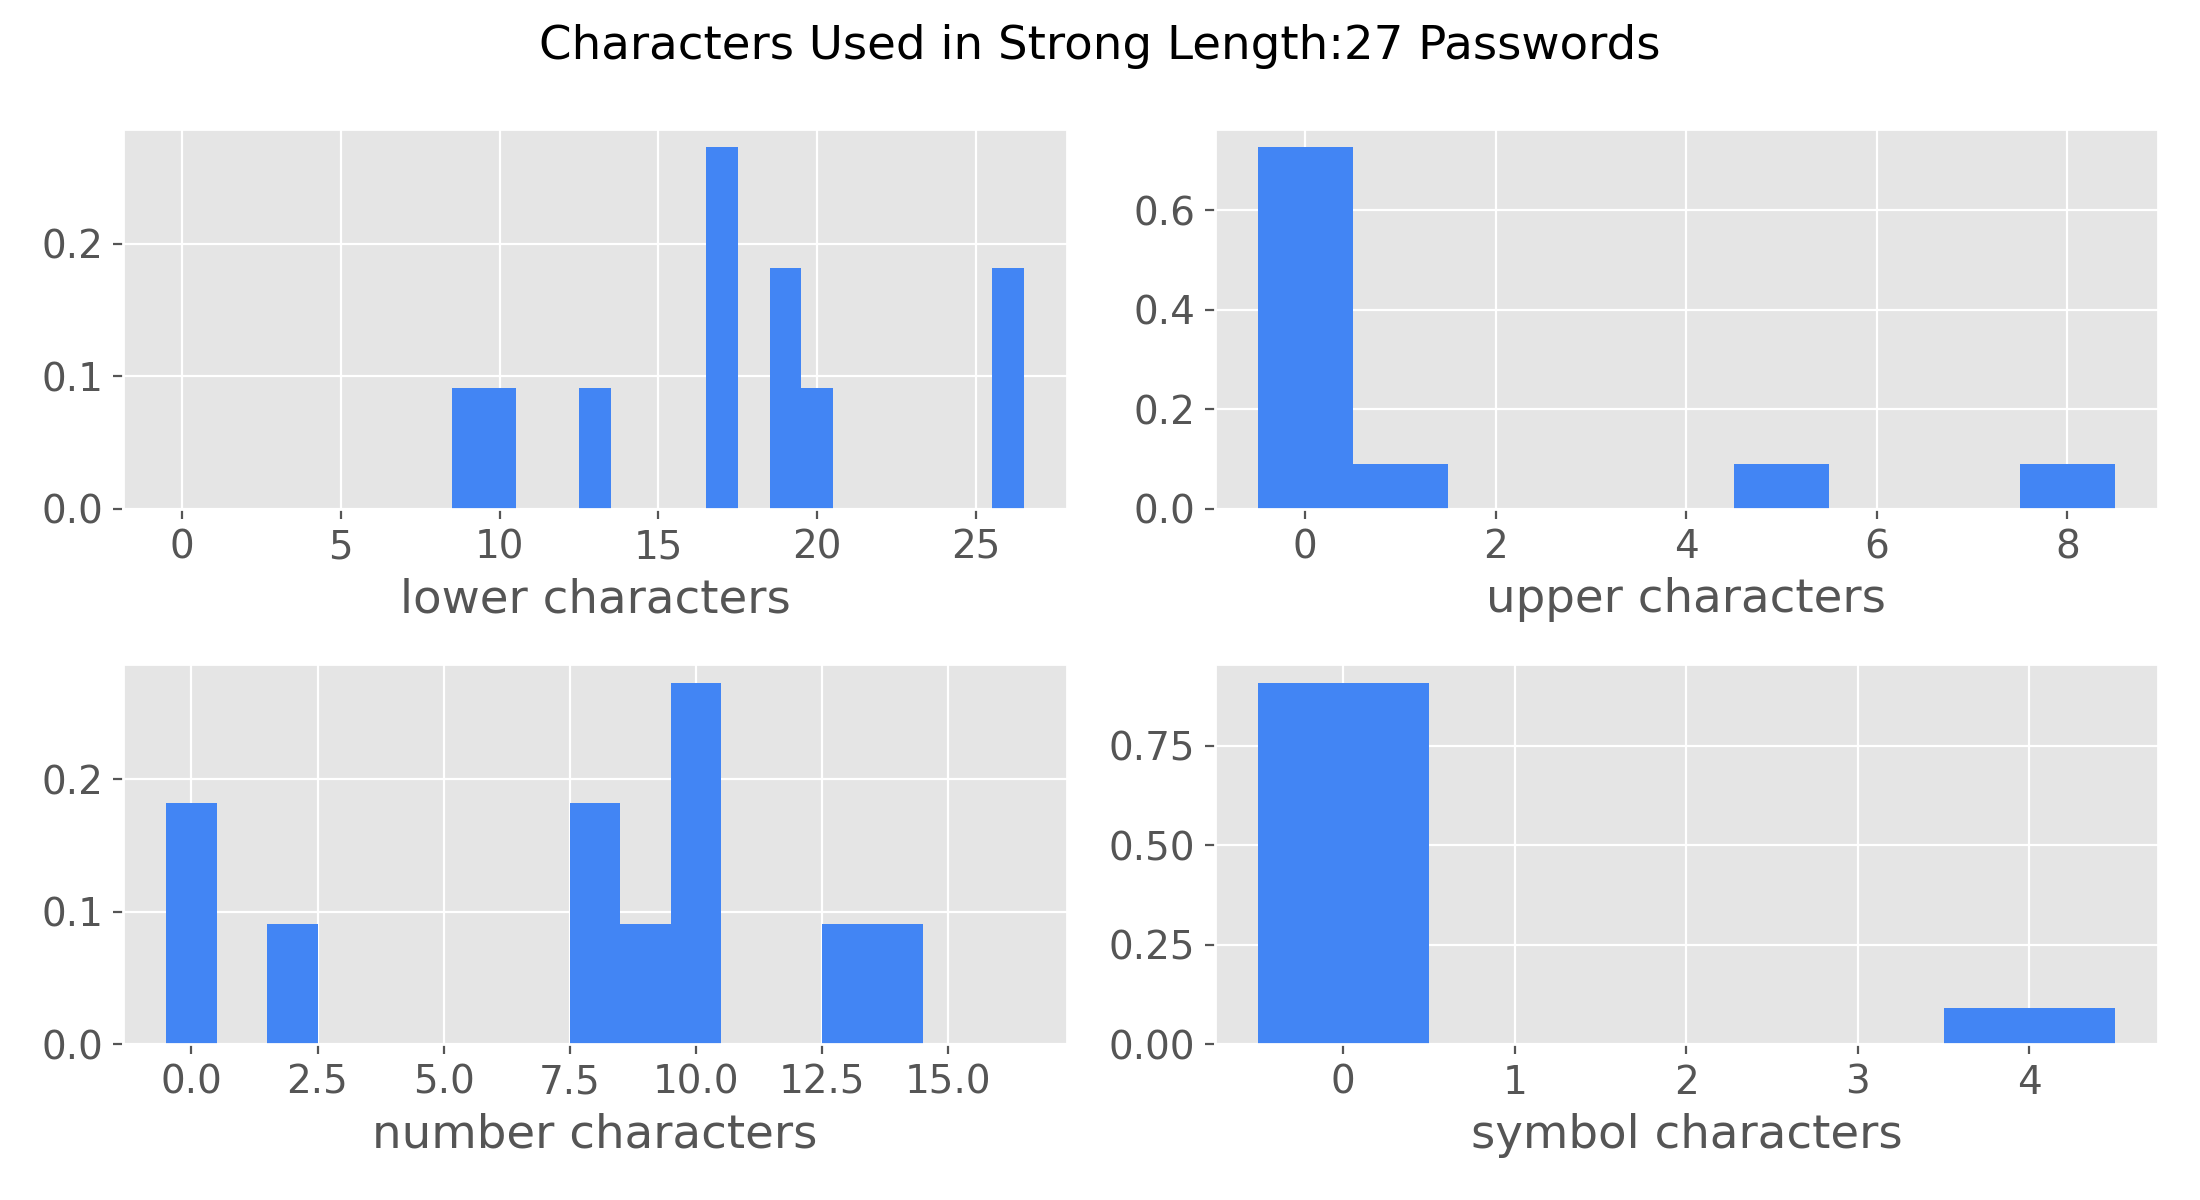 Characters Used in Strong Length:27 Passwords
0.2
0.1
0.0
0 5 10 15 20 25
lower characters
0.6
0.4
0.2
0.0
0 2 4 6 8
upper characters
0.2
0.1
0.0
0.0 2.5 5.0 7.5 10.0 12.5 15.0
number characters
0.75
0.50
0.25
0.00
0 1 2 3 4
symbol characters